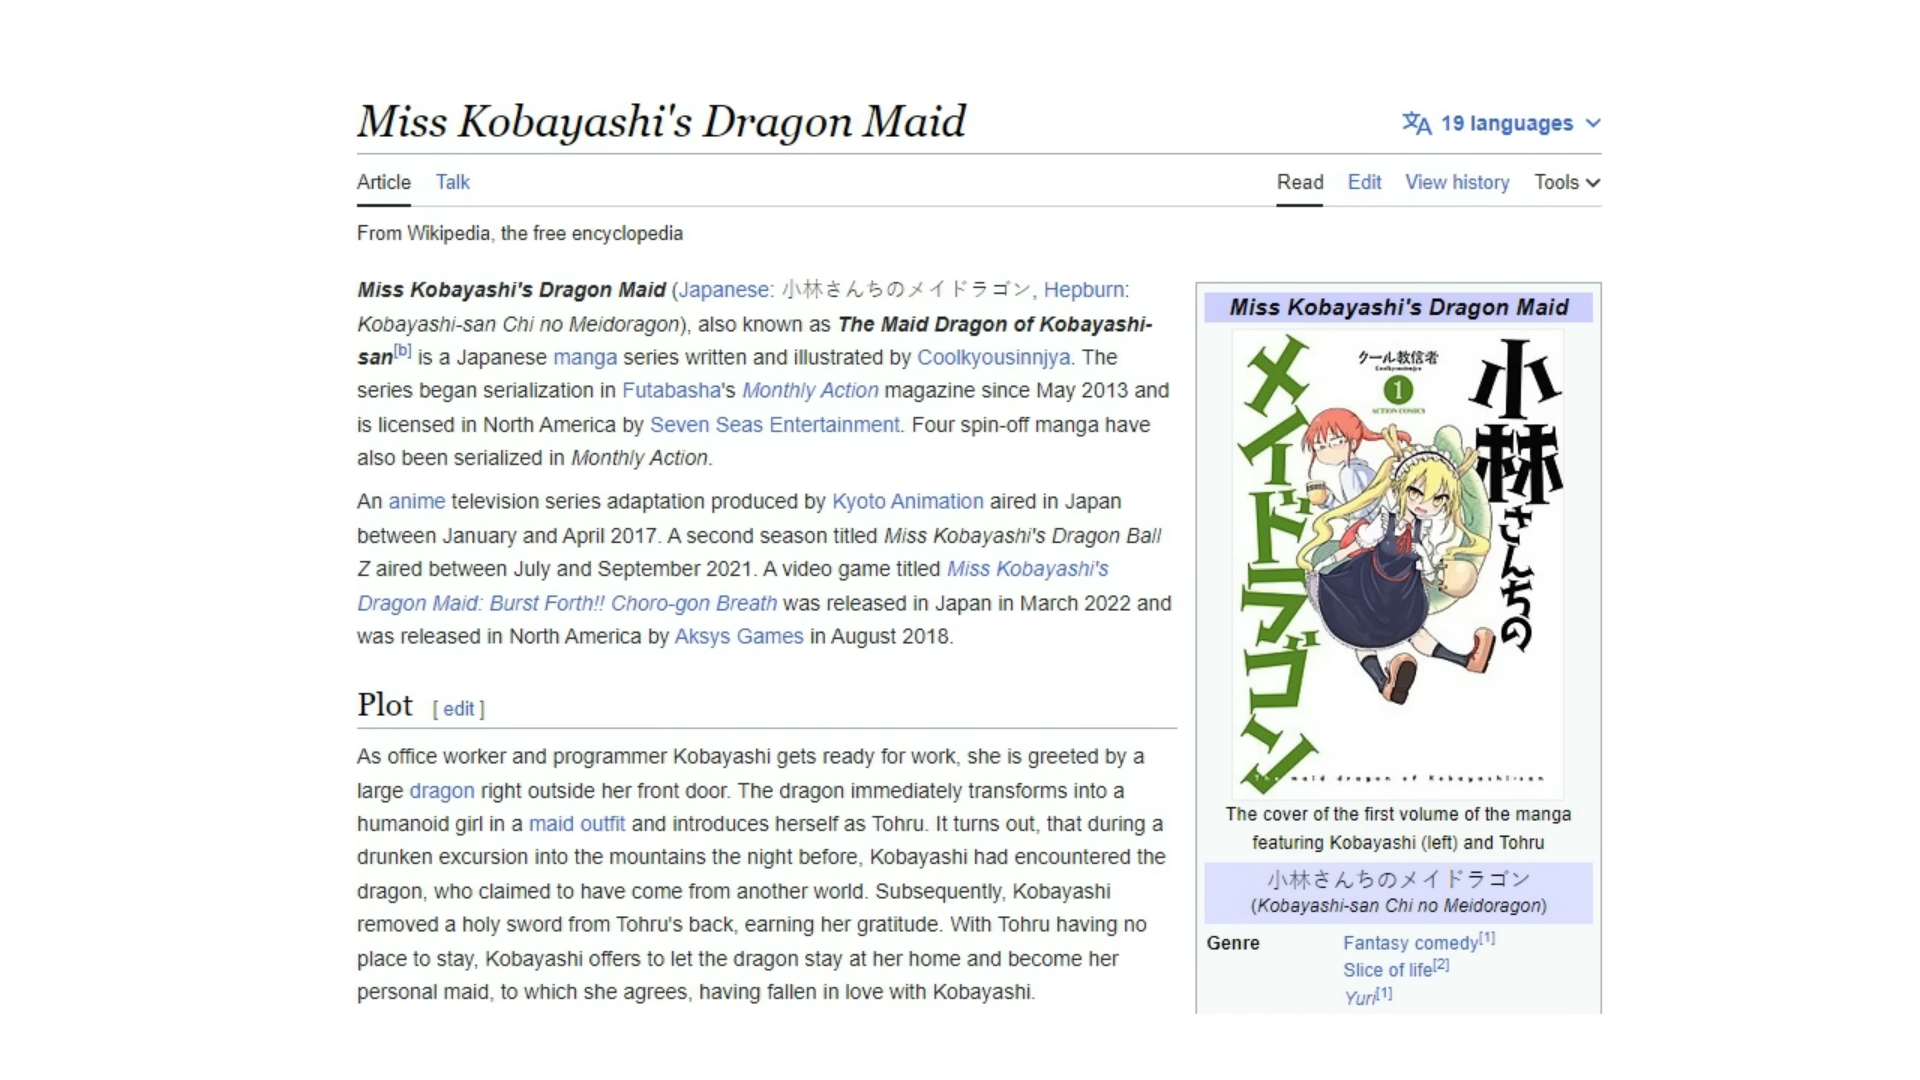 Miss Kobayashi's Dragon Maid
19 languages
Article Talk
Read Edit View history Tools
From Wikipedia, the free encyclopedia
Miss Kobayashi's Dragon Maid (Japanese: 小林さんちのメイドラゴン, Hepburn:
Kobayashi-san Chi no Meidoragon), also known as The Maid Dragon of Kobayashi-
san[b] is a Japanese manga series written and illustrated by Coolkyousinnjya. The
series began serialization in Futabasha's Monthly Action magazine since May 2013 and
is licensed in North America by Seven Seas Entertainment. Four spin-off manga have
also been serialized in Monthly Action.
An anime television series adaptation produced by Kyoto Animation aired in Japan
between January and April 2017. A second season titled Miss Kobayashi's Dragon Ball
Z aired between July and September 2021. A video game titled Miss Kobayashi's
Dragon Maid: Burst Forth!! Choro-gon Breath was released in Japan in March 2022 and
was released in North America by Aksys Games in August 2018.
Plot [ edit ]
As office worker and programmer Kobayashi gets ready for work, she is greeted by a
large dragon right outside her front door. The dragon immediately transforms into a
humanoid girl in a maid outfit and introduces herself as Tohru. It turns out, that during a
drunken excursion into the mountains the night before, Kobayashi had encountered the
dragon, who claimed to have come from another world. Subsequently, Kobayashi
removed a holy sword from Tohru's back, earning her gratitude. With Tohru having no
place to stay, Kobayashi offers to let the dragon stay at her home and become her
personal maid, to which she agrees, having fallen in love with Kobayashi.
Miss Kobayashi's Dragon Maid
小林さんちの
メイドラゴン
クール教信者
Coolkyousinnjya
1
ACTION COMICS
The maid dragon of Kobayashi-san
The cover of the first volume of the manga
featuring Kobayashi (left) and Tohru
小林さんちのメイドラゴン
(Kobayashi-san Chi no Meidoragon)
Genre Fantasy comedy[1]
Slice of life[2]
Yuri[1]